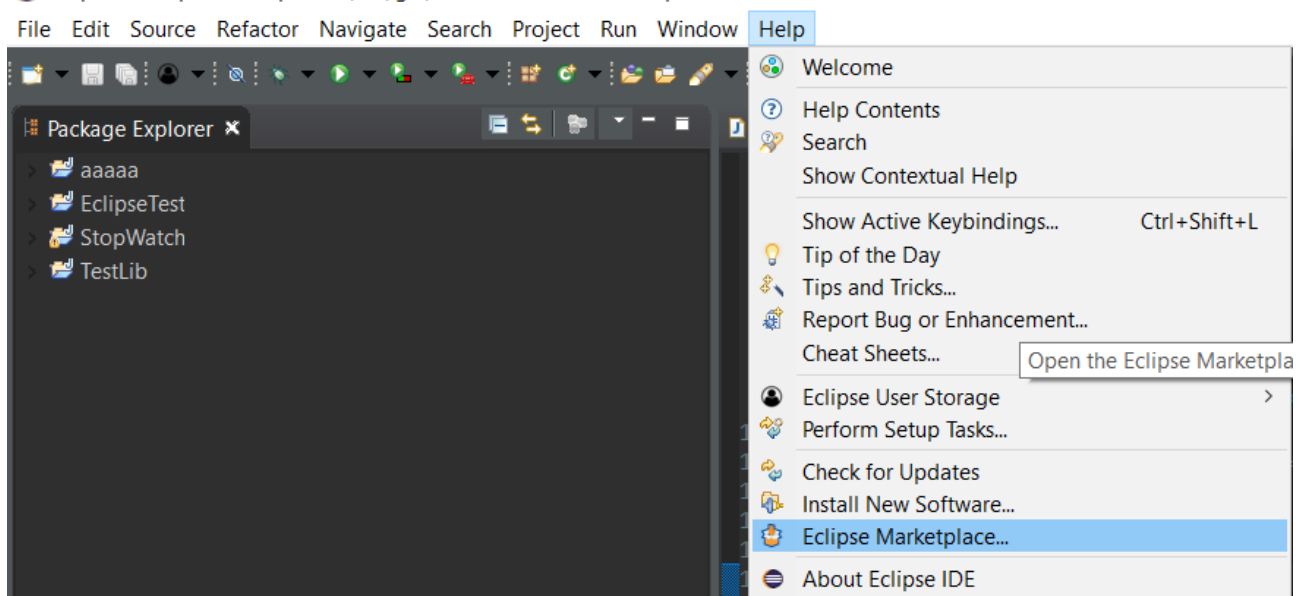 File Edit Source Refactor Navigate Search Project Run Window Help
Package Explorer
aaaaa
EclipseTest
StopWatch
TestLib
Welcome
Help Contents
Search
Show Contextual Help
Show Active Keybindings... Ctrl+Shift+L
Tip of the Day
Tips and Tricks...
Report Bug or Enhancement...
Cheat Sheets...
Open the Eclipse Marketpla
Eclipse User Storage
Perform Setup Tasks...
Check for Updates
Install New Software...
Eclipse Marketplace...
About Eclipse IDE